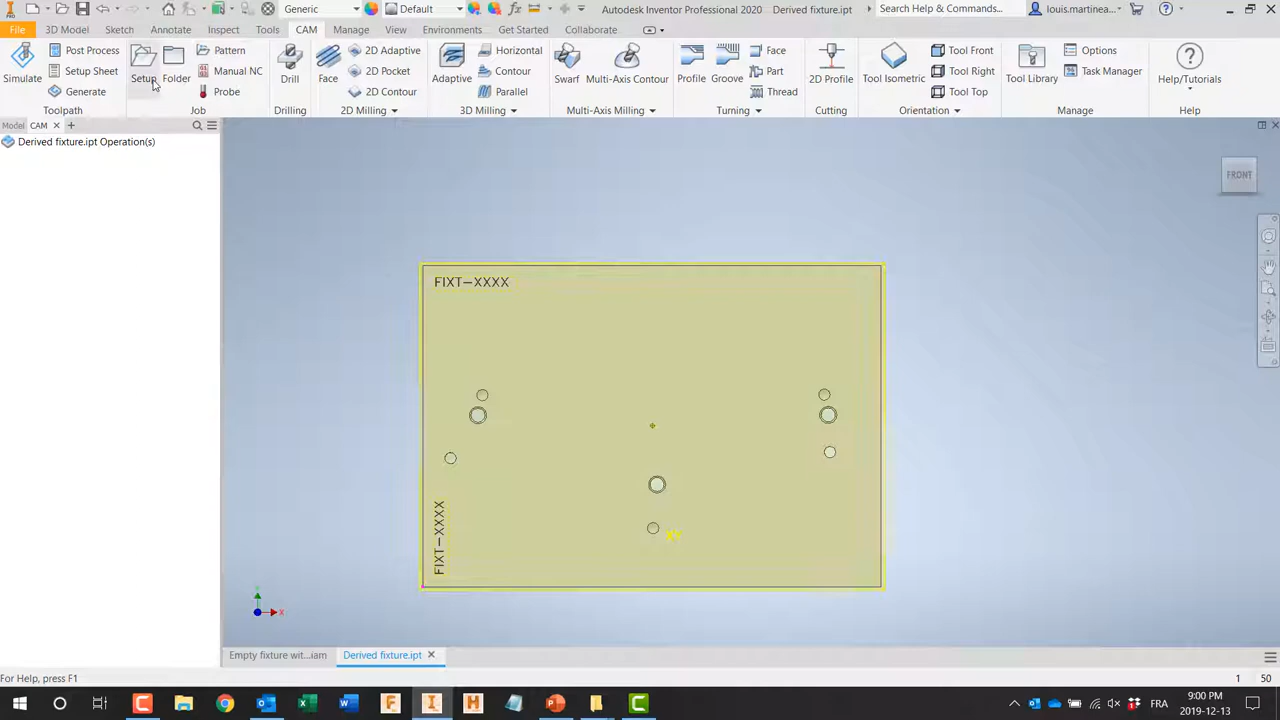 Generic
Default
Autodesk Inventor Professional 2020 Derived fixture.ipt
Search Help & Commands...
louis.martinea...
File
3D Model
Sketch
Annotate
Inspect
Tools
CAM
Manage
View
Environments
Get Started
Collaborate
Simulate
Post Process
Setup Sheet
Generate
Toolpath
Setup
Folder
Pattern
Manual NC
Probe
Job
Drill
Drilling
Face
2D Adaptive
2D Pocket
2D Contour
2D Milling
Adaptive
Horizontal
Contour
Parallel
3D Milling
Swarf
Multi-Axis Contour
Multi-Axis Milling
Profile
Groove
Face
Part
Thread
Turning
2D Profile
Cutting
Tool Isometric
Tool Front
Tool Right
Tool Top
Orientation
Tool Library
Options
Task Manager
Manage
Help/Tutorials
Help
Model
CAM
Derived fixture.ipt Operation(s)
FRONT
FIXT-XXXX
FIXT-XXXX
XY
X
Empty fixture wit...iam
Derived fixture.ipt
For Help, press F1
1
50
FR
9:00 PM
2019-12-13